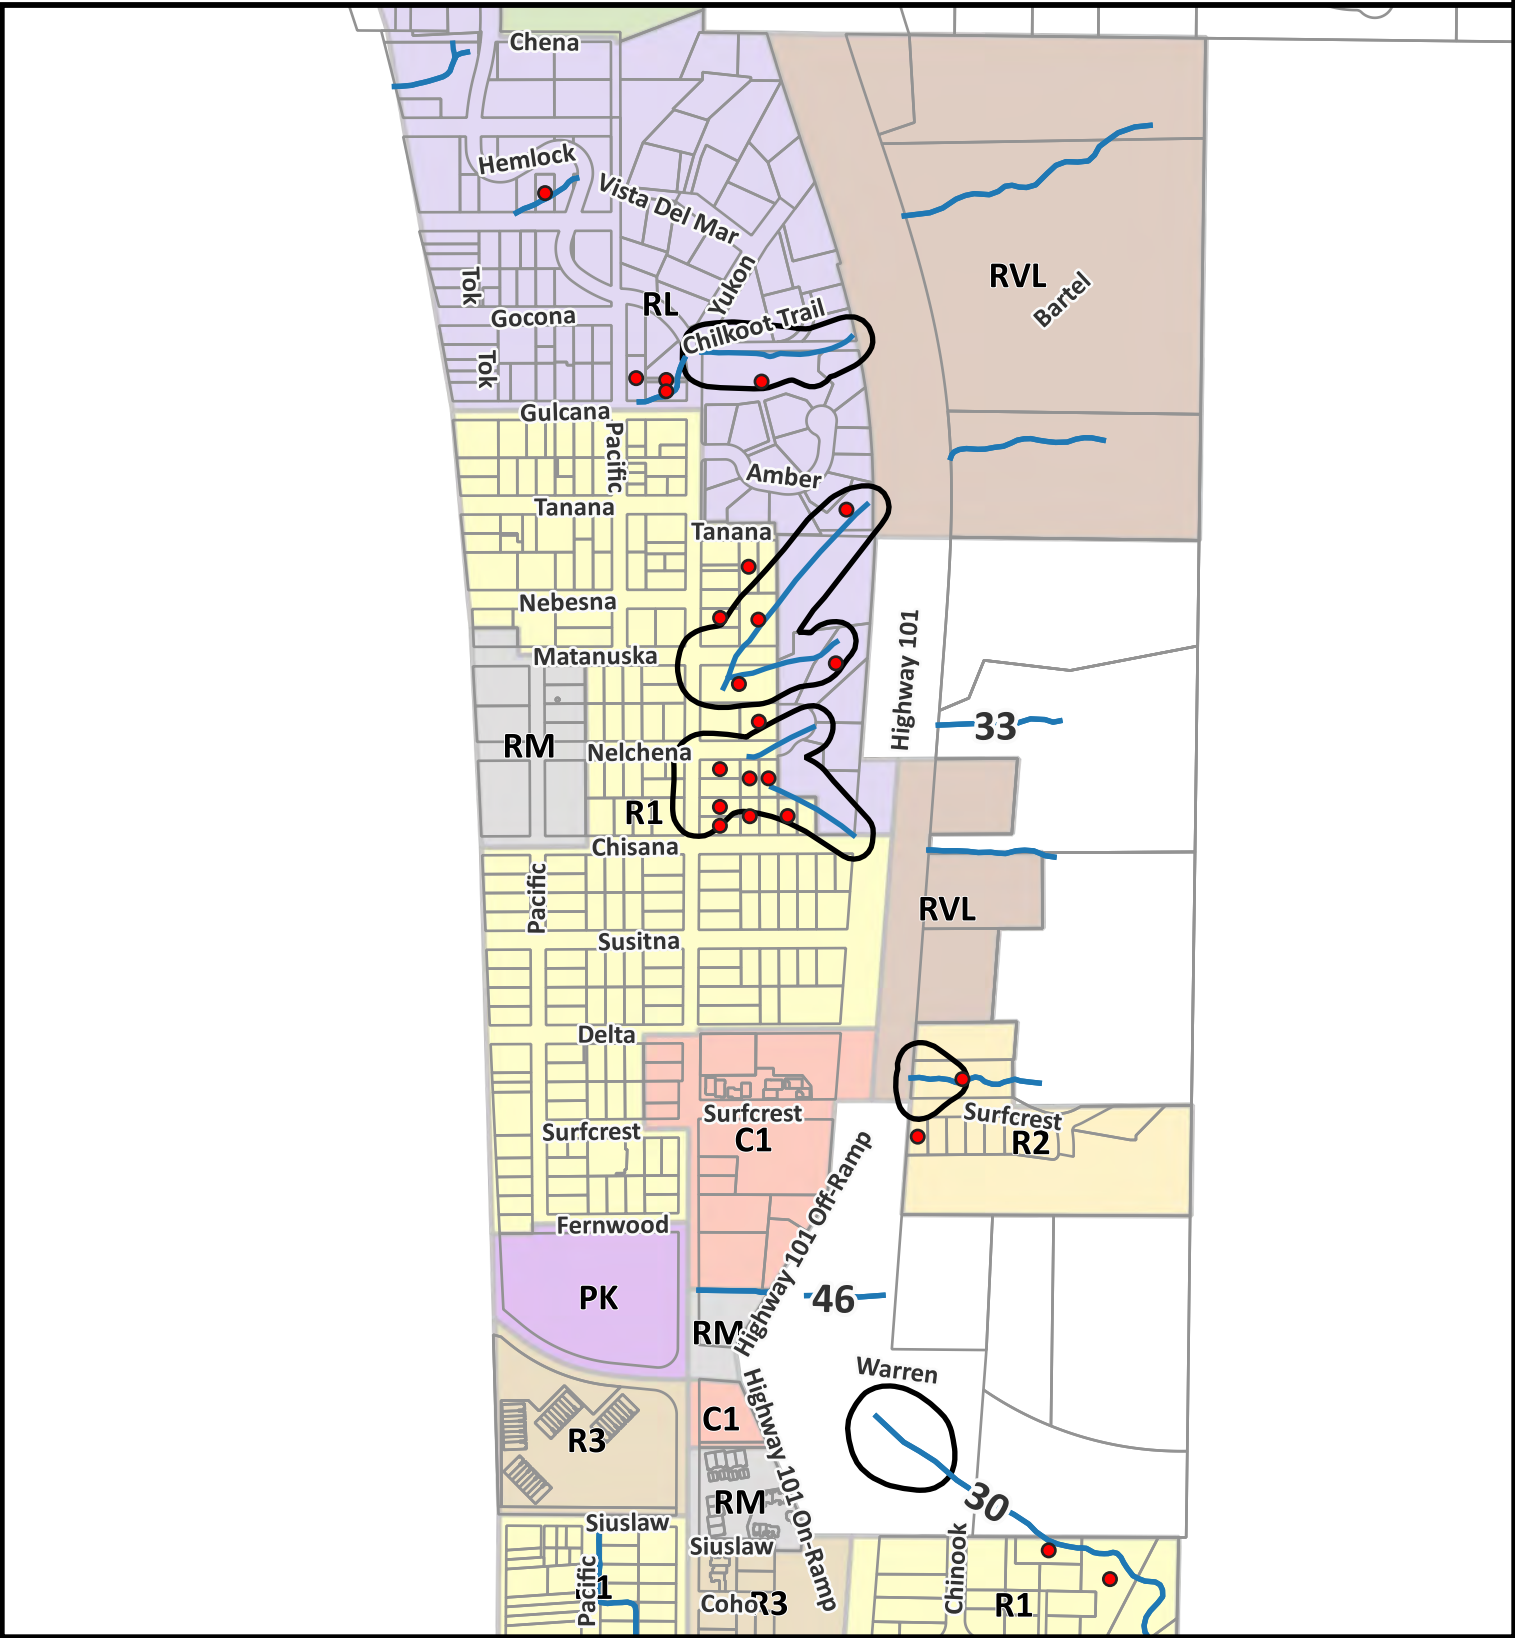 Chena
Hemlock
Vista Del Mar
Yukon
RVL
Bartel
Tok
RL
Gocona
Chilkoot Trail
Tok
Gulcana
Pacific
Amber
Tanana
Tanana
Nebesna
Highway 101
Matanuska
33
RM
Nelchena
R1
Chisana
Pacific
RVL
Susitna
Delta
Surfcrest
Surfcrest
Surfcrest
C1
R2
Highway 101 Off-Ramp
Fernwood
PK
46
RM
Warren
Highway 101 On-Ramp
C1
R3
RM
30
Siuslaw
Siuslaw
Chinook
Pacific
Coho
R3
R1